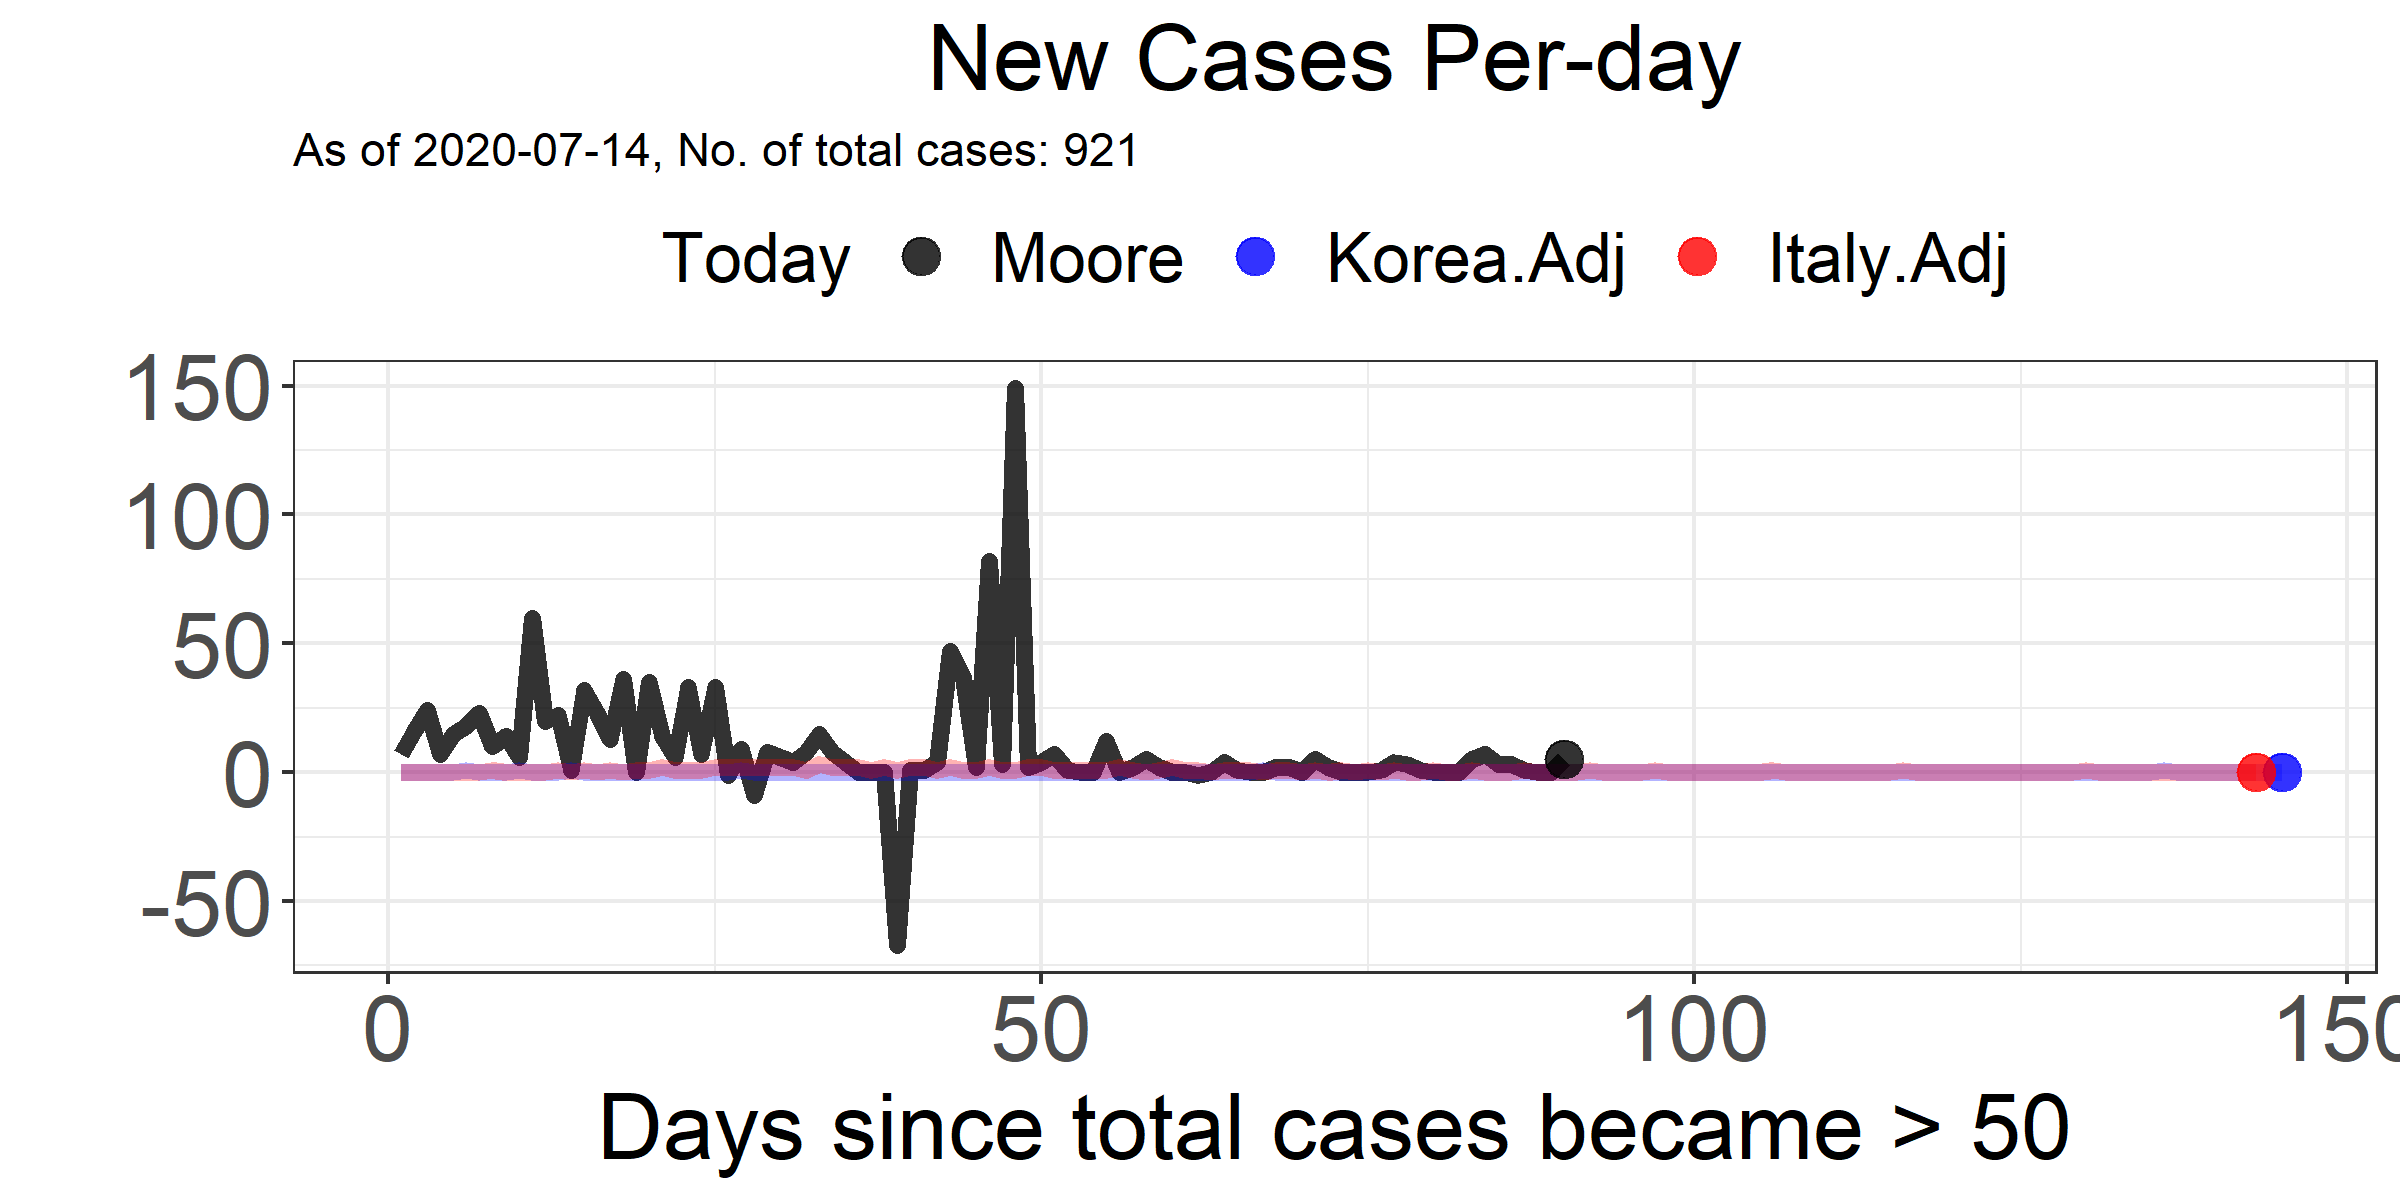 New Cases Per-day
As of 2020-07-14, No. of total cases: 921
Today Moore Korea.Adj Italy.Adj
150
100
50
0
-50
0 50 100 150
Days since total cases became > 50